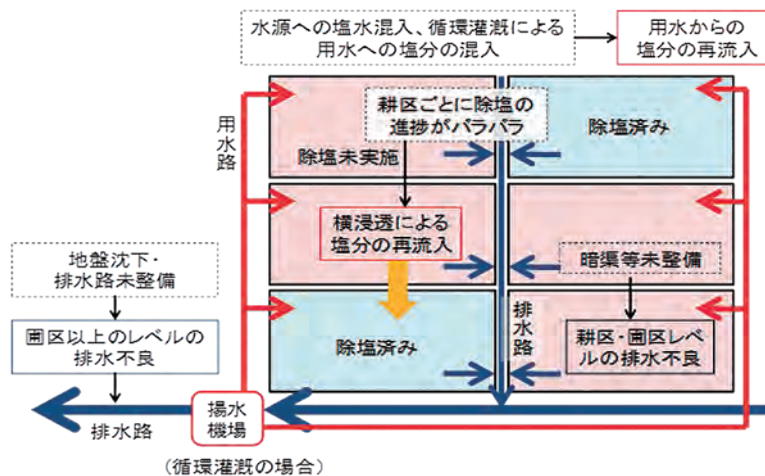 水源への塩水混入、循環灌漑による
用水への塩分の混入
用水からの
塩分の再流入
用水路
耕区ごとに除塩の
進捗がバラバラ
除塩未実施
除塩済み
横浸透による
塩分の再流入
地盤沈下・
排水路未整備
暗渠等未整備
圃区以上のレベルの
排水不良
除塩済み
排水路
耕区・圃区レベ
ルの排水不良
排水路
揚水
機場
(循環灌漑の場合)